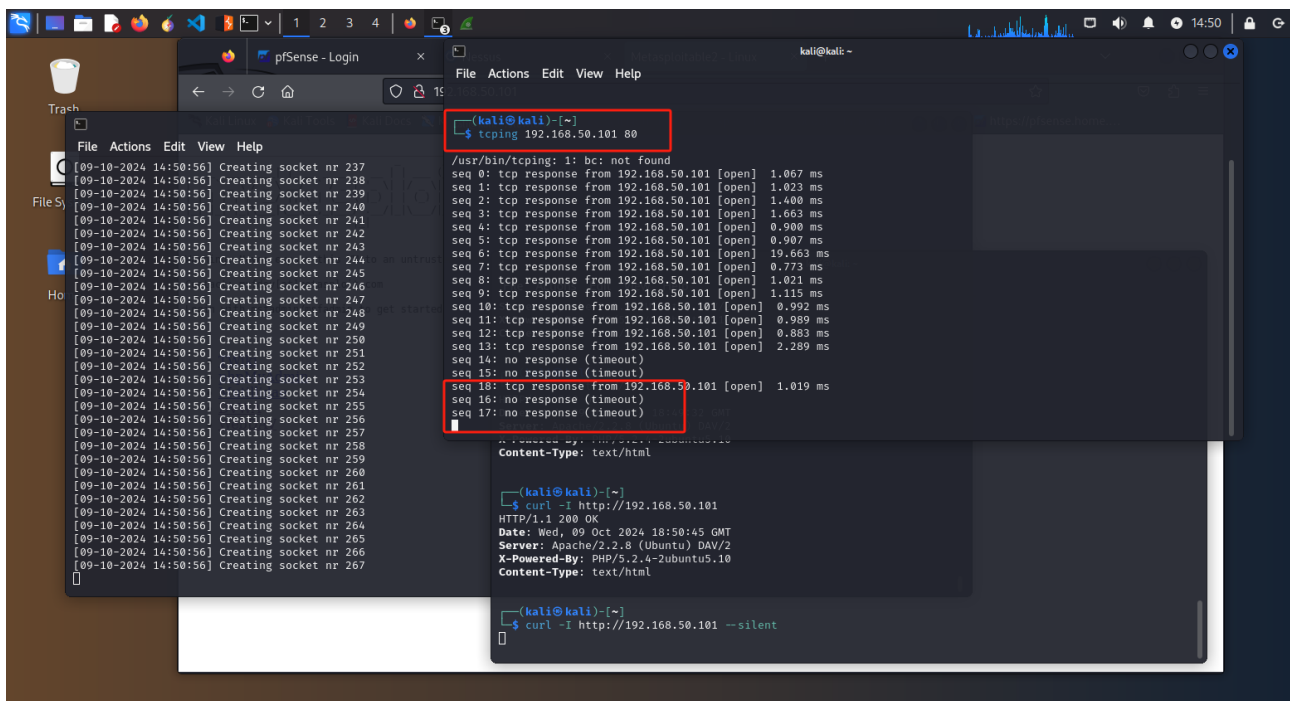 1 2 3 4
14:50
Trash
File Sy
Ho
pfSense - Login
kali@kali: ~
File Actions Edit View Help
┌──(kali㉿kali)-[~]
└─$ tcping 192.168.50.101 80
/usr/bin/tcping: 1: bc: not found
seq 0: tcp response from 192.168.50.101 [open]  1.067 ms
seq 1: tcp response from 192.168.50.101 [open]  1.023 ms
seq 2: tcp response from 192.168.50.101 [open]  1.400 ms
seq 3: tcp response from 192.168.50.101 [open]  1.663 ms
seq 4: tcp response from 192.168.50.101 [open]  0.900 ms
seq 5: tcp response from 192.168.50.101 [open]  0.907 ms
seq 6: tcp response from 192.168.50.101 [open]  19.663 ms
seq 7: tcp response from 192.168.50.101 [open]  0.773 ms
seq 8: tcp response from 192.168.50.101 [open]  1.021 ms
seq 9: tcp response from 192.168.50.101 [open]  1.115 ms
seq 10: tcp response from 192.168.50.101 [open]  0.992 ms
seq 11: tcp response from 192.168.50.101 [open]  0.989 ms
seq 12: tcp response from 192.168.50.101 [open]  0.883 ms
seq 13: tcp response from 192.168.50.101 [open]  2.289 ms
seq 14: no response (timeout)
seq 15: no response (timeout)
seq 18: tcp response from 192.168.50.101 [open]  1.019 ms
seq 16: no response (timeout)
seq 17: no response (timeout)
File Actions Edit View Help
[09-10-2024 14:50:56] Creating socket nr 237
[09-10-2024 14:50:56] Creating socket nr 238
[09-10-2024 14:50:56] Creating socket nr 239
[09-10-2024 14:50:56] Creating socket nr 240
[09-10-2024 14:50:56] Creating socket nr 241
[09-10-2024 14:50:56] Creating socket nr 242
[09-10-2024 14:50:56] Creating socket nr 243
[09-10-2024 14:50:56] Creating socket nr 244
[09-10-2024 14:50:56] Creating socket nr 245
[09-10-2024 14:50:56] Creating socket nr 246
[09-10-2024 14:50:56] Creating socket nr 247
[09-10-2024 14:50:56] Creating socket nr 248
[09-10-2024 14:50:56] Creating socket nr 249
[09-10-2024 14:50:56] Creating socket nr 250
[09-10-2024 14:50:56] Creating socket nr 251
[09-10-2024 14:50:56] Creating socket nr 252
[09-10-2024 14:50:56] Creating socket nr 253
[09-10-2024 14:50:56] Creating socket nr 254
[09-10-2024 14:50:56] Creating socket nr 255
[09-10-2024 14:50:56] Creating socket nr 256
[09-10-2024 14:50:56] Creating socket nr 257
[09-10-2024 14:50:56] Creating socket nr 258
[09-10-2024 14:50:56] Creating socket nr 259
[09-10-2024 14:50:56] Creating socket nr 260
[09-10-2024 14:50:56] Creating socket nr 261
[09-10-2024 14:50:56] Creating socket nr 262
[09-10-2024 14:50:56] Creating socket nr 263
[09-10-2024 14:50:56] Creating socket nr 264
[09-10-2024 14:50:56] Creating socket nr 265
[09-10-2024 14:50:56] Creating socket nr 266
[09-10-2024 14:50:56] Creating socket nr 267
X-Powered-By: PHP/5.2.4-2ubuntu5.10
Content-Type: text/html
┌──(kali㉿kali)-[~]
└─$ curl -I http://192.168.50.101
HTTP/1.1 200 OK
Date: Wed, 09 Oct 2024 18:50:45 GMT
Server: Apache/2.2.8 (Ubuntu) DAV/2
X-Powered-By: PHP/5.2.4-2ubuntu5.10
Content-Type: text/html
┌──(kali㉿kali)-[~]
└─$ curl -I http://192.168.50.101 --silent